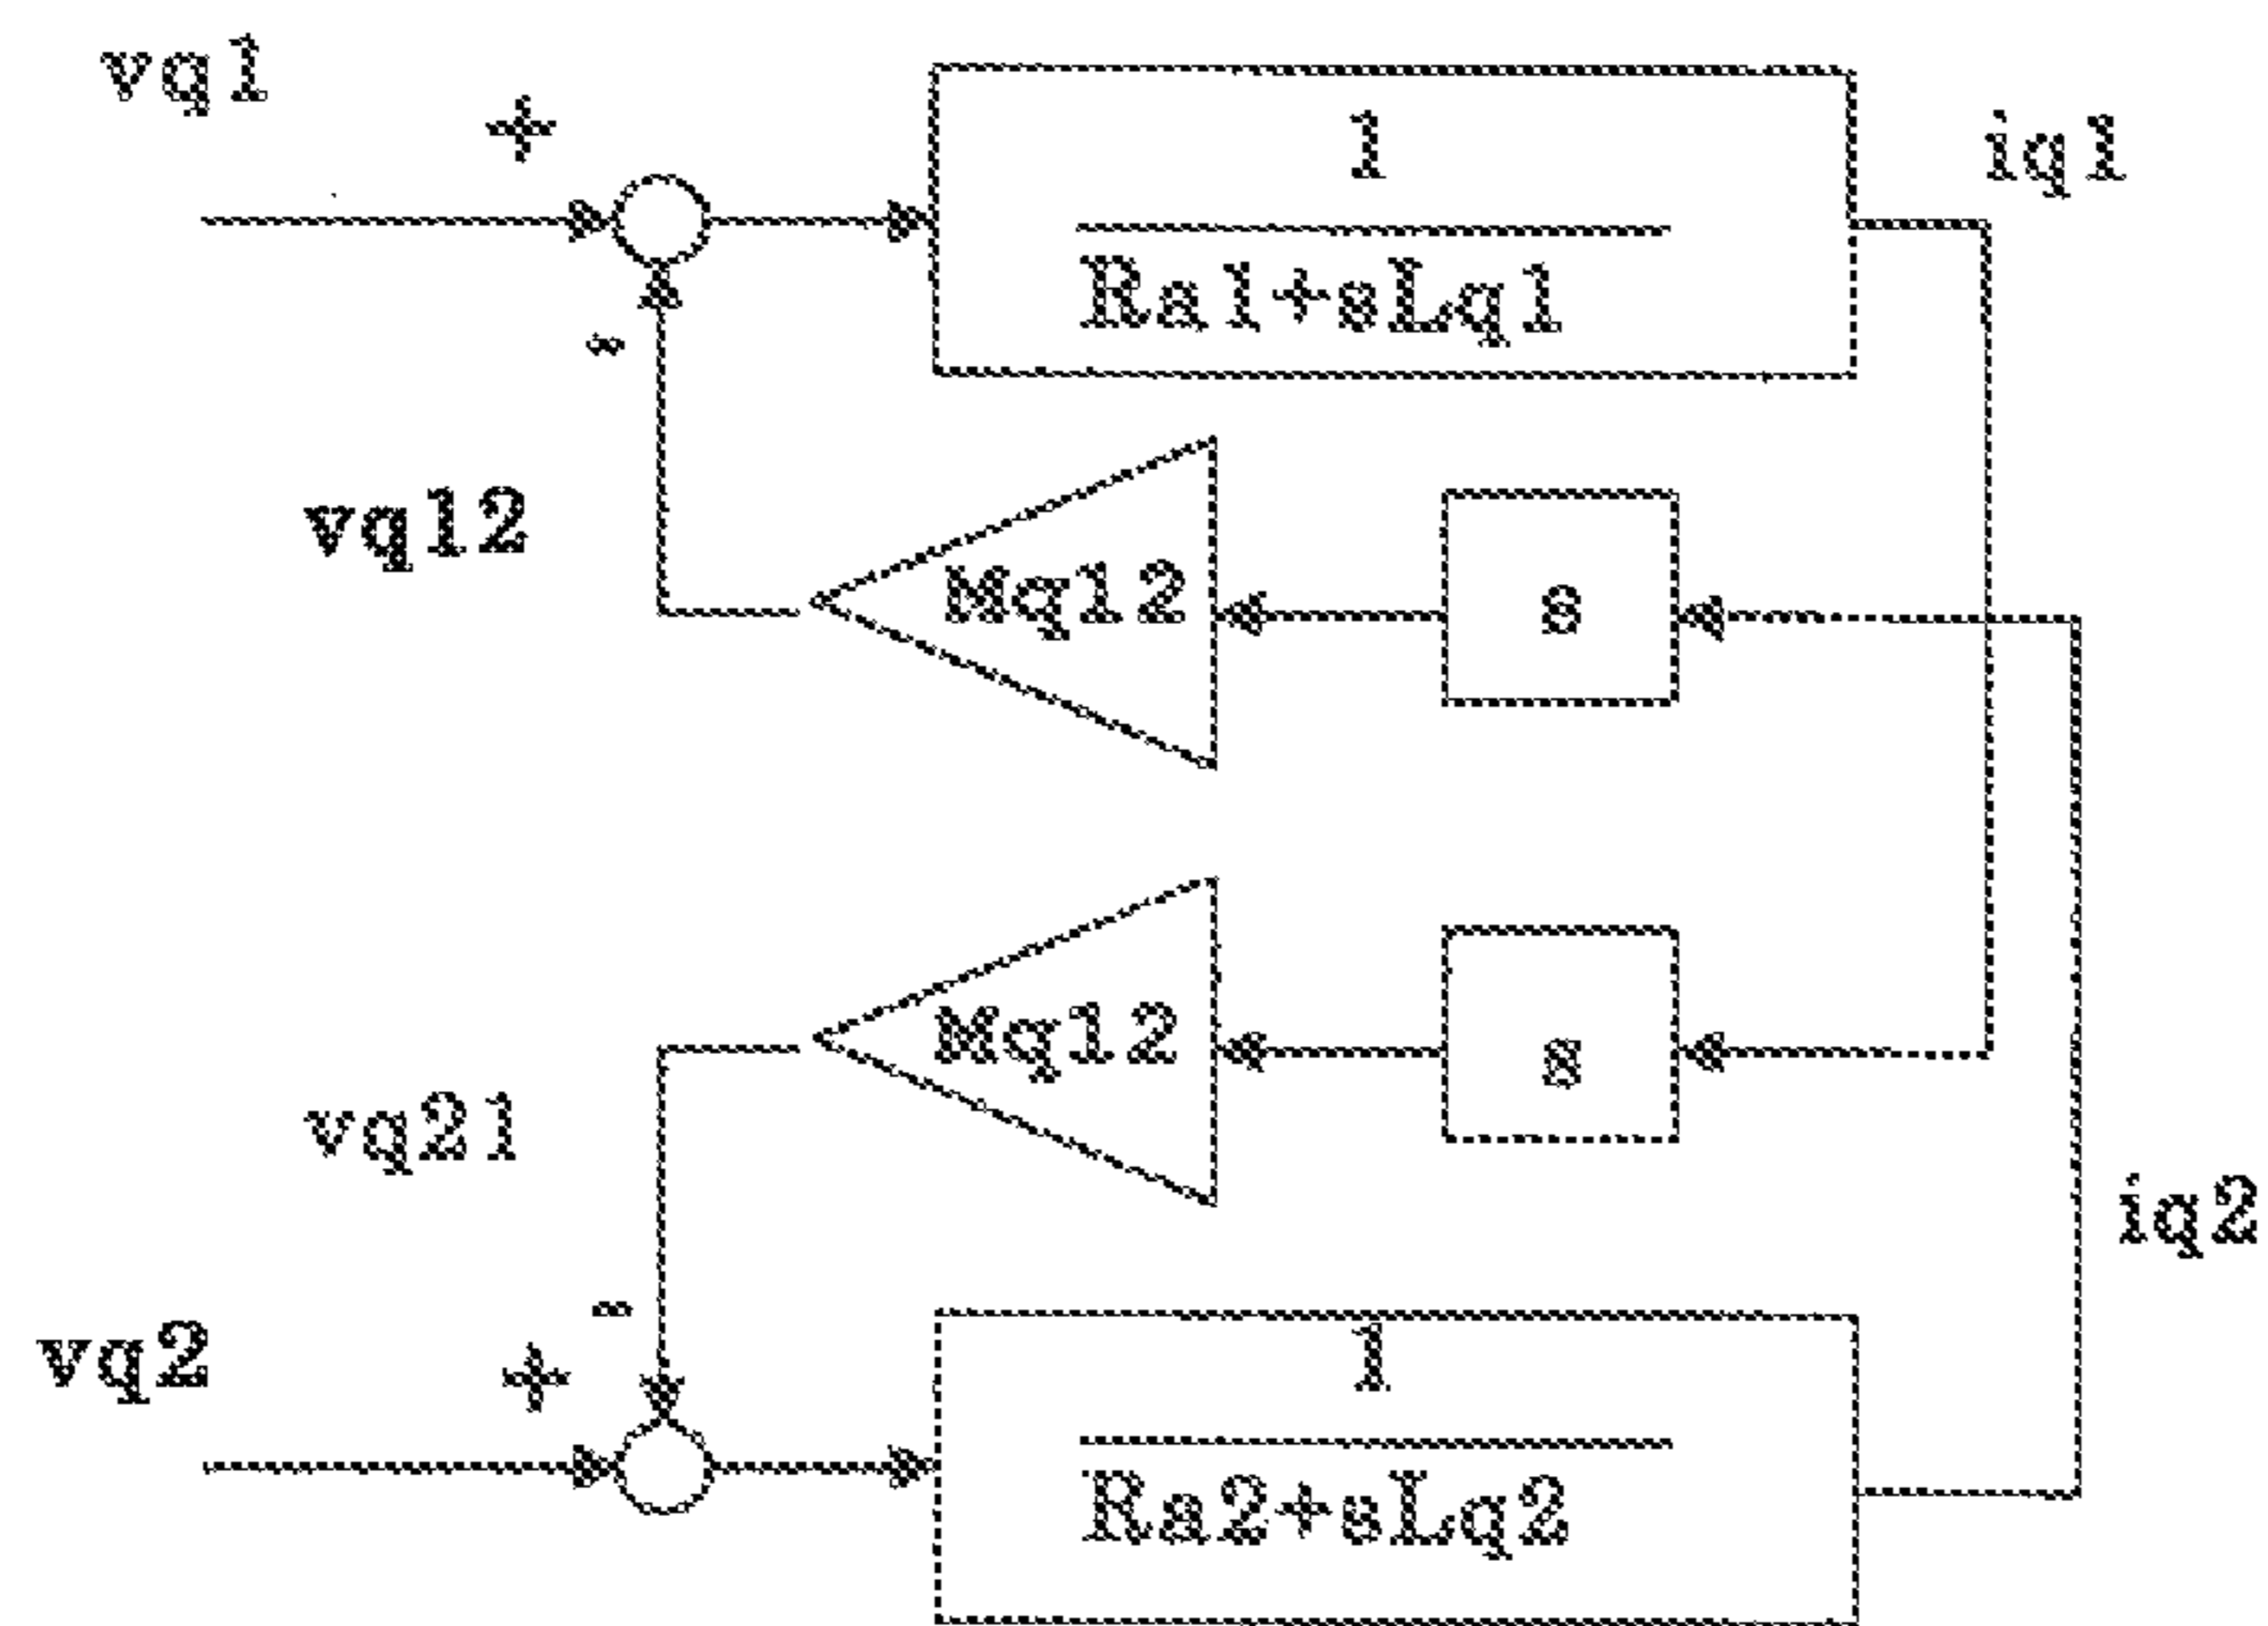 vq1
+
1
iq1
Ra1+sLq1
-
vq12
Mq12
s
Mq12
s
vq21
iq2
-
vq2
+
1
Ra2+sLq2